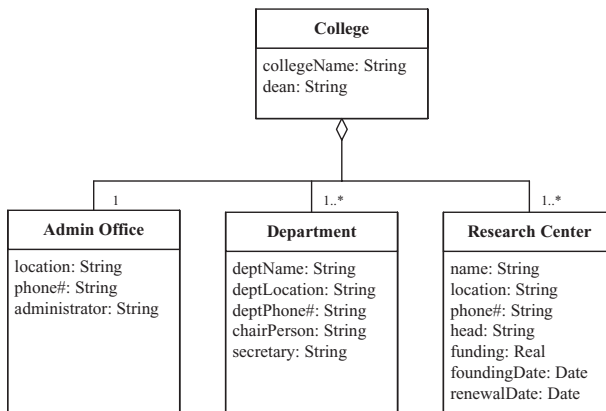 College
collegeName: String
dean: String
1
1..*
1..*
Admin Office
location: String
phone#: String
administrator: String
Department
deptName: String
deptLocation: String
deptPhone#: String
chairPerson: String
secretary: String
Research Center
name: String
location: String
phone#: String
head: String
funding: Real
foundingDate: Date
renewalDate: Date